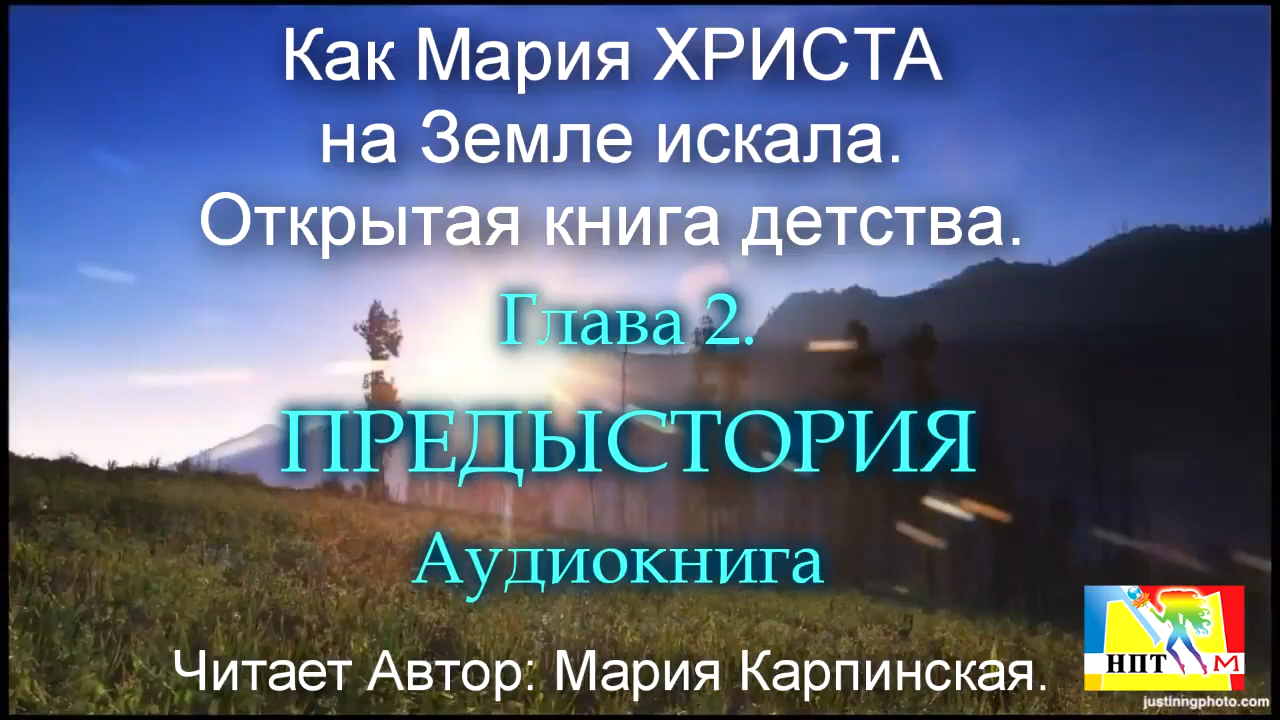 Как Мария ХРИСТА
на Земле искала.
Открытая книга детства.
Глава 2.
ПРЕДЫСТОРИЯ
Аудиокнига
Читает Автор: Мария Карпинская.
НПТ М
justinngphoto.com